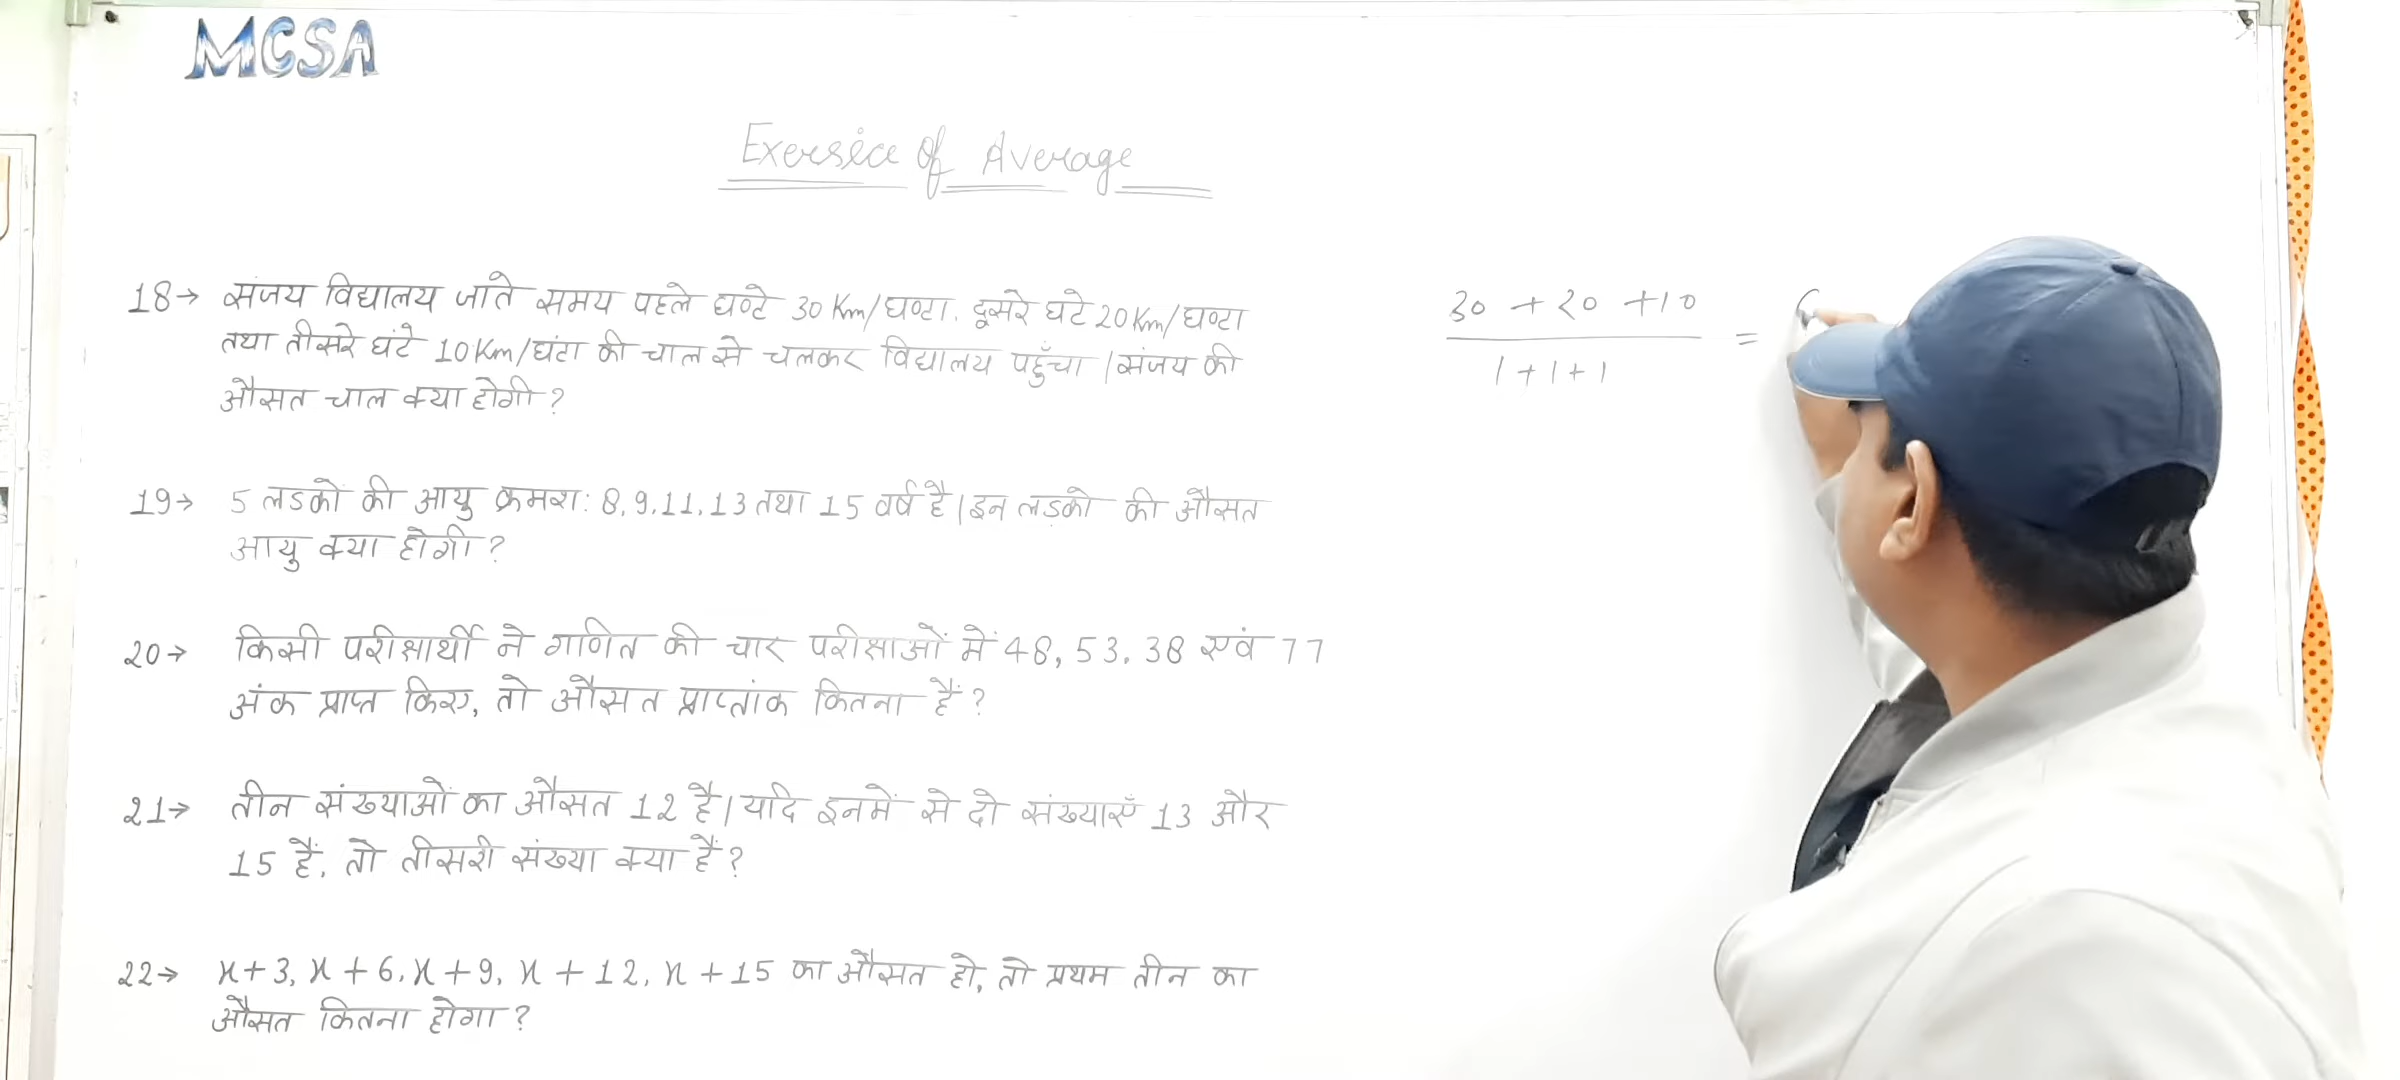 MCSA
Exersice of Average
18→ संजय विद्यालय जाते समय पहले घण्टे 30 Km/घण्टा, दूसरे घंटे 20 Km/घण्टा
तथा तीसरे घंटे 10 Km/घंटा की चाल से चलकर विद्यालय पहुँचा । संजय की
औसत चाल क्या होगी ?
30 + 20 + 10
1 + 1 + 1
=
19→ 5 लडको की आयु क्रमश: 8, 9, 11, 13 तथा 15 वर्ष है । इन लड़को की औसत
आयु क्या होगी ?
20→ किसी परीक्षार्थी ने गणित की चार परीक्षाओं में 48, 53, 38 एवं 77
अंक प्राप्त किए, तो औसत प्राप्तांक कितना हैं ?
21→ तीन संख्याओं का औसत 12 है । यदि इनमें से दो संख्याएँ 13 और
15 हैं, तो तीसरी संख्या क्या हैं ?
22→ x+3, x+6, x+9, x+12, x+15 का औसत हो, तो प्रथम तीन का
औसत कितना होगा ?